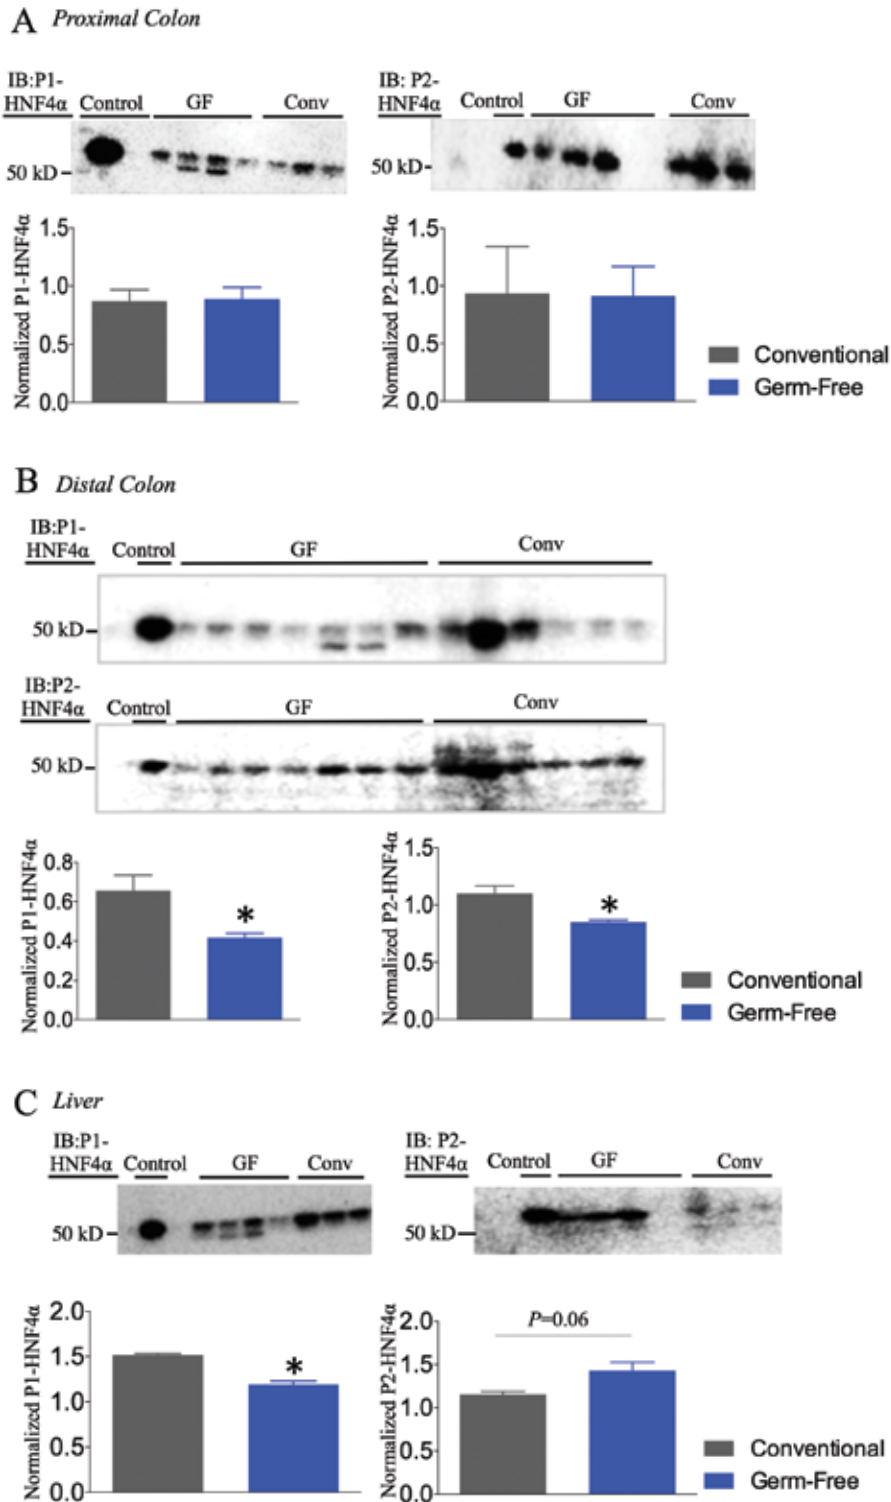 A Proximal Colon
IB:P1-
HNF4α Control GF Conv
50 kD
IB: P2-
HNF4α Control GF Conv
50 kD
Normalized P1-HNF4α
1.5
1.0
0.5
0.0
Normalized P2-HNF4α
1.5
1.0
0.5
0.0
Conventional
Germ-Free
B Distal Colon
IB:P1-
HNF4α Control GF Conv
50 kD
IB:P2-
HNF4α Control GF Conv
50 kD
Normalized P1-HNF4α
0.8
0.6
0.4
0.2
0.0
*
Normalized P2-HNF4α
1.5
1.0
0.5
0.0
*
Conventional
Germ-Free
C Liver
IB:P1-
HNF4α Control GF Conv
50 kD
IB: P2-
HNF4α Control GF Conv
50 kD
Normalized P1-HNF4α
2.0
1.5
1.0
0.5
0.0
*
Normalized P2-HNF4α
2.0
1.5
1.0
0.5
0.0
P=0.06
Conventional
Germ-Free